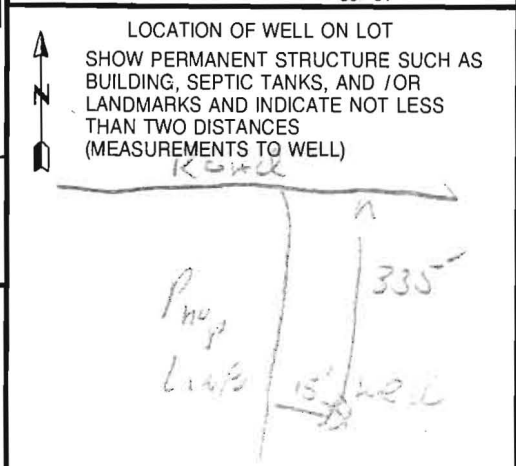 LOCATION OF WELL ON LOT
N
SHOW PERMANENT STRUCTURE SUCH AS
BUILDING, SEPTIC TANKS, AND / OR
LANDMARKS AND INDICATE NOT LESS
THAN TWO DISTANCES
(MEASUREMENTS TO WELL)
Road
335'
Prop
Line
15' well